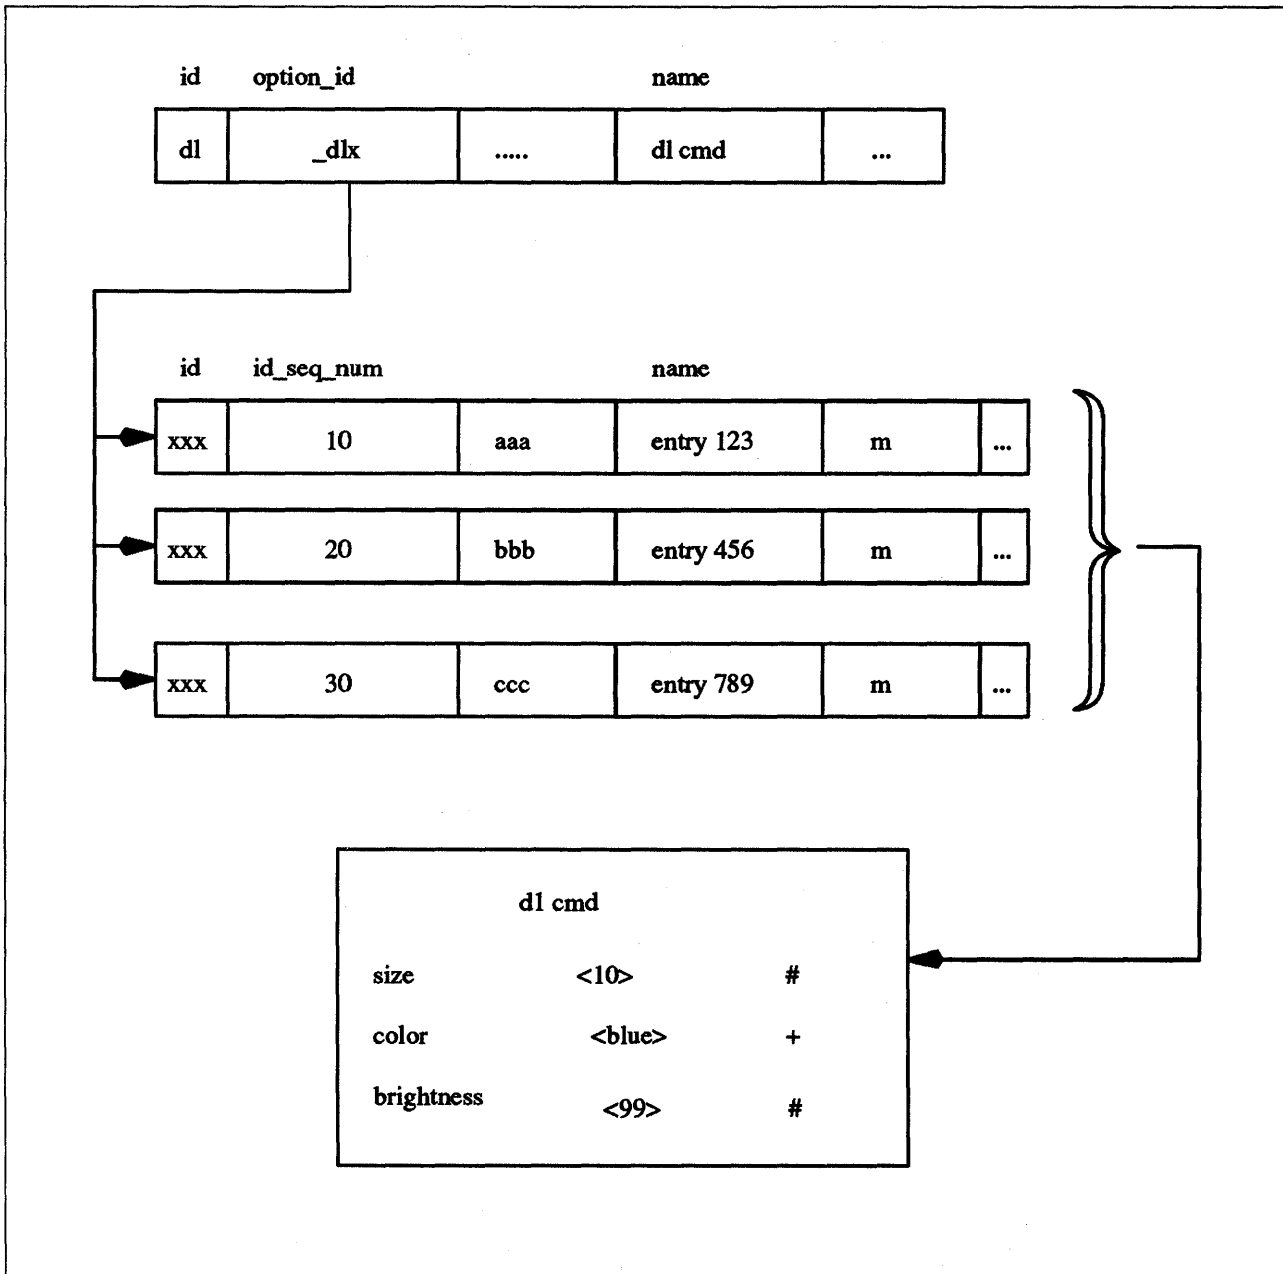 id option_id name
dl _dlx ..... dl cmd ...
id id_seq_num name
xxx 10 aaa entry 123 m ...
xxx 20 bbb entry 456 m ...
xxx 30 ccc entry 789 m ...
d1 cmd
size <10> #
color <blue> +
brightness <99> #